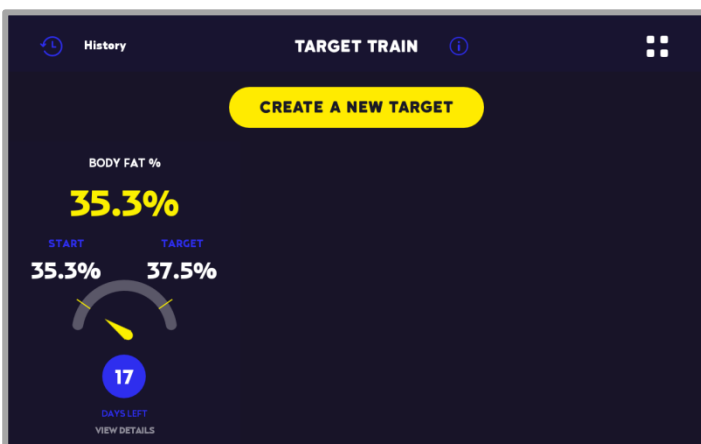 History
TARGET TRAIN
CREATE A NEW TARGET
BODY FAT %
35.3%
START TARGET
35.3% 37.5%
17
DAYS LEFT
VIEW DETAILS